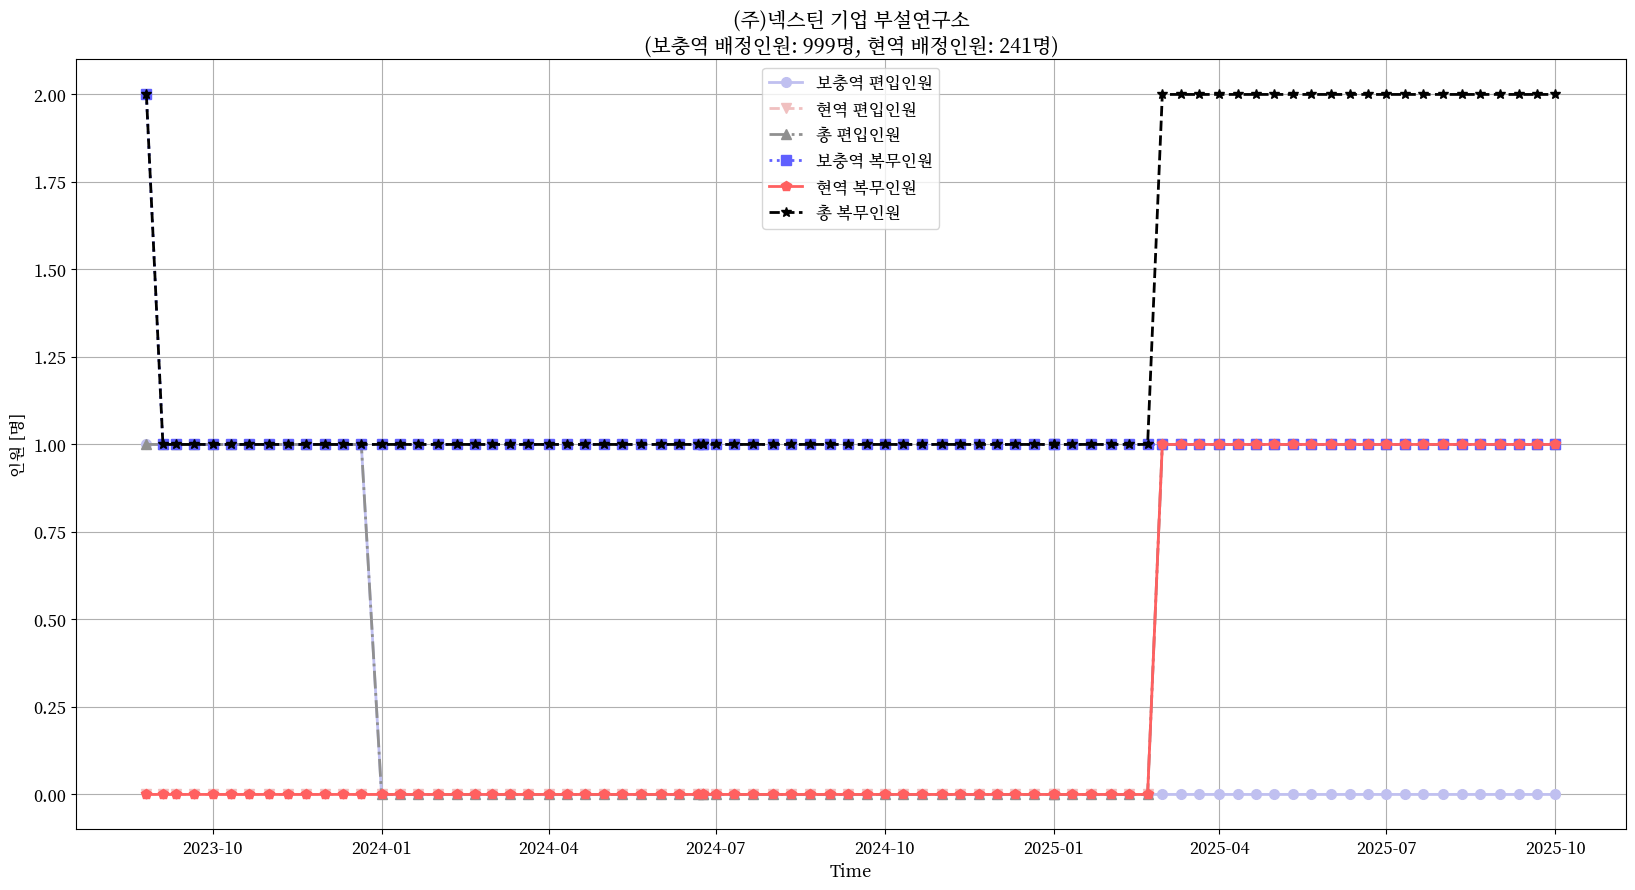 (주)넥스틴 기업 부설연구소
(보충역 배정인원: 999명, 현역 배정인원: 241명)
보충역 편입인원
현역 편입인원
총 편입인원
보충역 복무인원
현역 복무인원
총 복무인원
2.00
1.75
1.50
1.25
1.00
0.75
0.50
0.25
0.00
인원 [명]
2023-10
2024-01
2024-04
2024-07
2024-10
2025-01
2025-04
2025-07
2025-10
Time